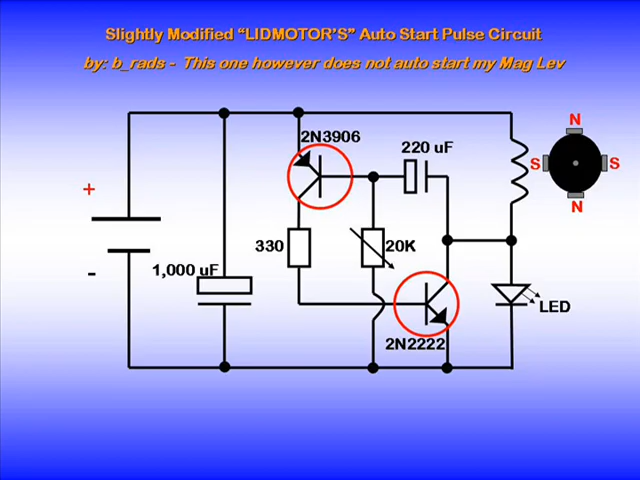 Slightly Modified “LIDMOTOR'S” Auto Start Pulse Circuit
by: b_rads - This one however does not auto start my Mag Lev
N
2N3906
220 uF
S
S
+
N
330
20K
-
1,000 uF
LED
2N2222